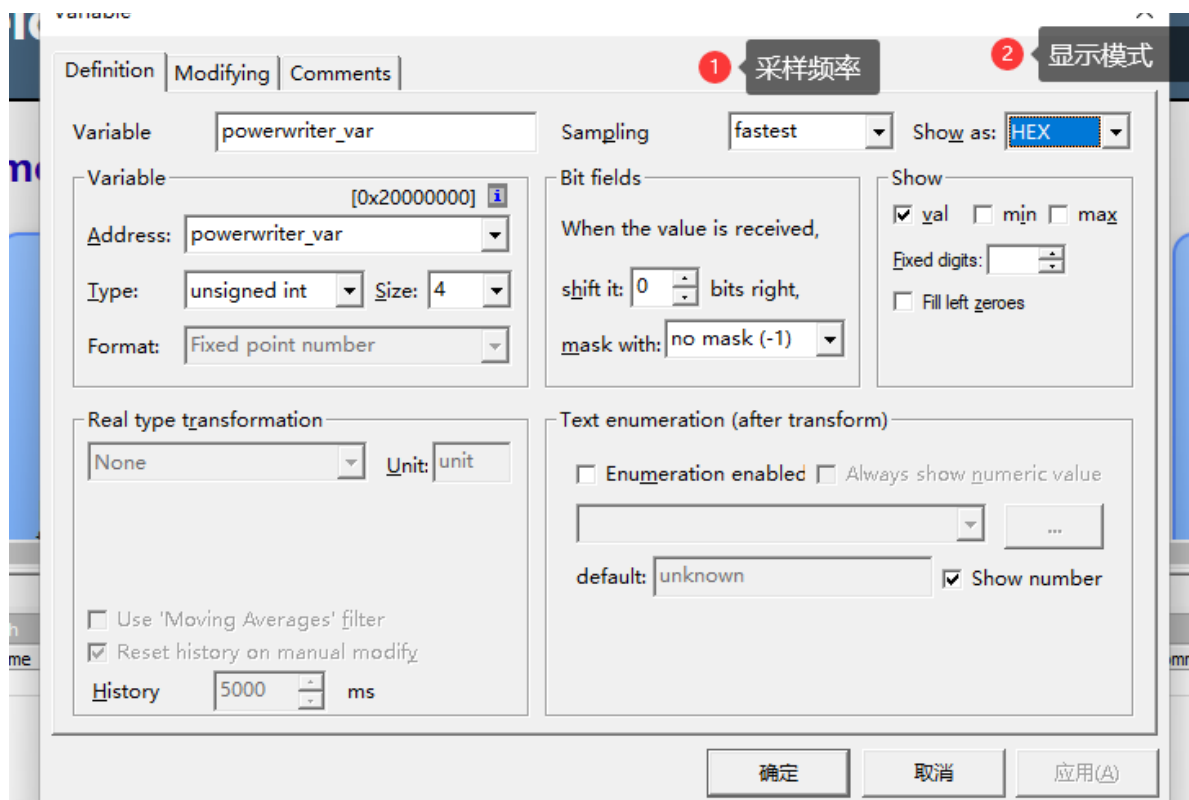 Variable
Definition Modifying Comments
1 采样频率
2 显示模式
Variable powerwriter_var Sampling fastest Show as: HEX
Variable
[0x20000000] i
Address: powerwriter_var
Type: unsigned int Size: 4
Format: Fixed point number
Bit fields
When the value is received,
shift it: 0 bits right,
mask with: no mask (-1)
Show
val min max
Fixed digits:
Fill left zeroes
Real type transformation
None Unit: unit
Use 'Moving Averages' filter
Reset history on manual modify
History 5000 ms
Text enumeration (after transform)
Enumeration enabled Always show numeric value
...
default: unknown Show number
确定 取消 应用(A)